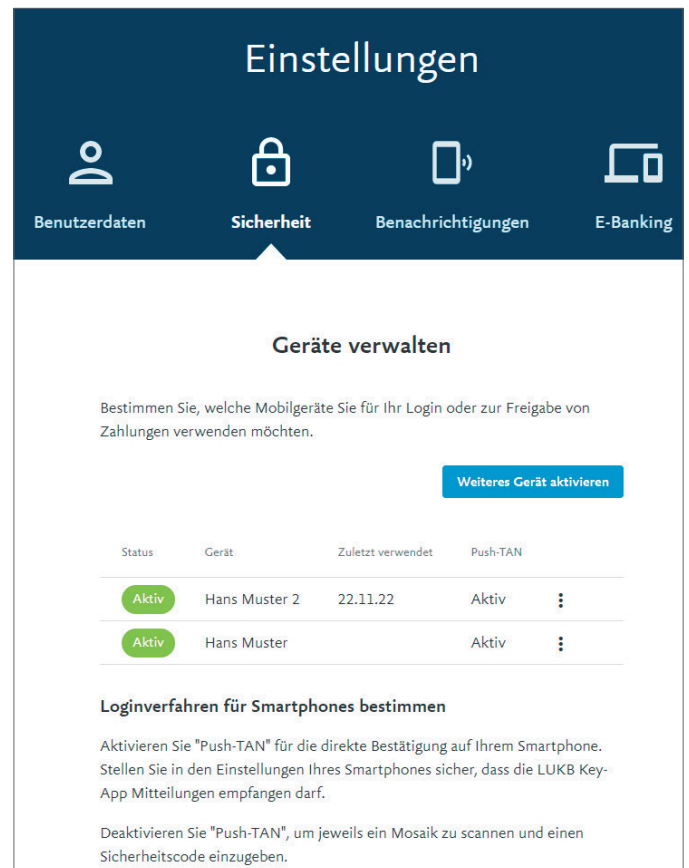 Einstellungen
Benutzerdaten Sicherheit Benachrichtigungen E-Banking
Geräte verwalten
Bestimmen Sie, welche Mobilgeräte Sie für Ihr Login oder zur Freigabe von
Zahlungen verwenden möchten.
Weiteres Gerät aktivieren
Status Gerät Zuletzt verwendet Push-TAN
Aktiv Hans Muster 2 22.11.22 Aktiv
Aktiv Hans Muster Aktiv
Loginverfahren für Smartphones bestimmen
Aktivieren Sie "Push-TAN" für die direkte Bestätigung auf Ihrem Smartphone.
Stellen Sie in den Einstellungen Ihres Smartphones sicher, dass die LUKB Key-
App Mitteilungen empfangen darf.
Deaktivieren Sie "Push-TAN", um jeweils ein Mosaik zu scannen und einen
Sicherheitscode einzugeben.